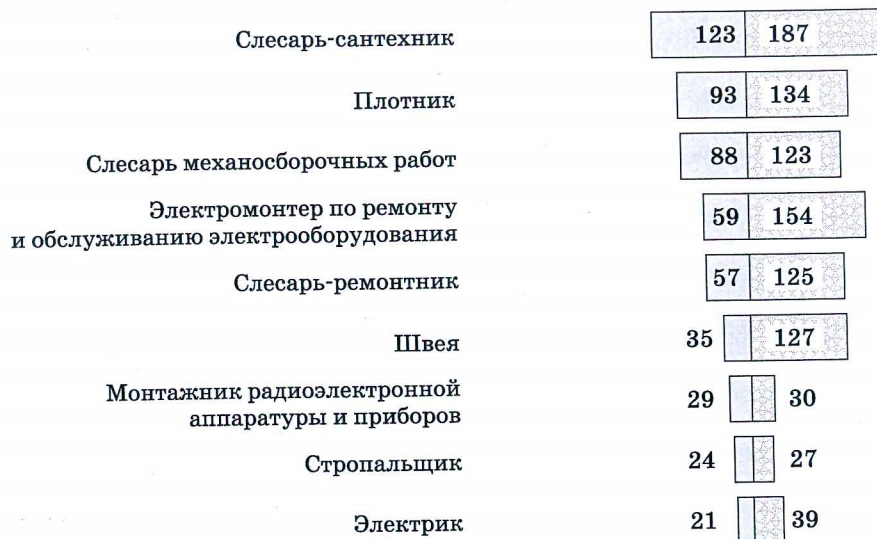 Слесарь-сантехник 123 187
Плотник 93 134
Слесарь механосборочных работ 88 123
Электромонтер по ремонту
и обслуживанию электрооборудования 59 154
Слесарь-ремонтник 57 125
Швея 35 127
Монтажник радиоэлектронной
аппаратуры и приборов 29 30
Стропальщик 24 27
Электрик 21 39